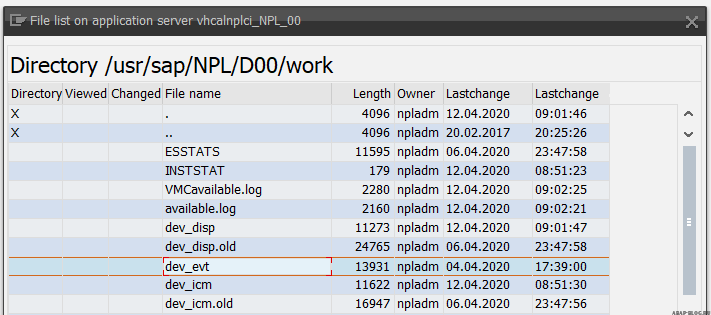 File list on application server vhcalnplci_NPL_00
Directory /usr/sap/NPL/D00/work
Directory Viewed Changed File name Length Owner Lastchange Lastchange
X . 4096 npladm 12.04.2020 09:01:46
X .. 4096 npladm 20.02.2017 20:25:26
ESSTATS 11595 npladm 06.04.2020 23:47:58
INSTSTAT 179 npladm 12.04.2020 08:51:23
VMCavailable.log 2280 npladm 12.04.2020 09:02:25
available.log 2160 npladm 12.04.2020 09:02:21
dev_disp 11273 npladm 12.04.2020 09:01:47
dev_disp.old 24765 npladm 06.04.2020 23:47:58
dev_evt 13931 npladm 04.04.2020 17:39:00
dev_icm 11622 npladm 12.04.2020 08:51:30
dev_icm.old 16947 npladm 06.04.2020 23:47:56
ABAP-BLOG.RU